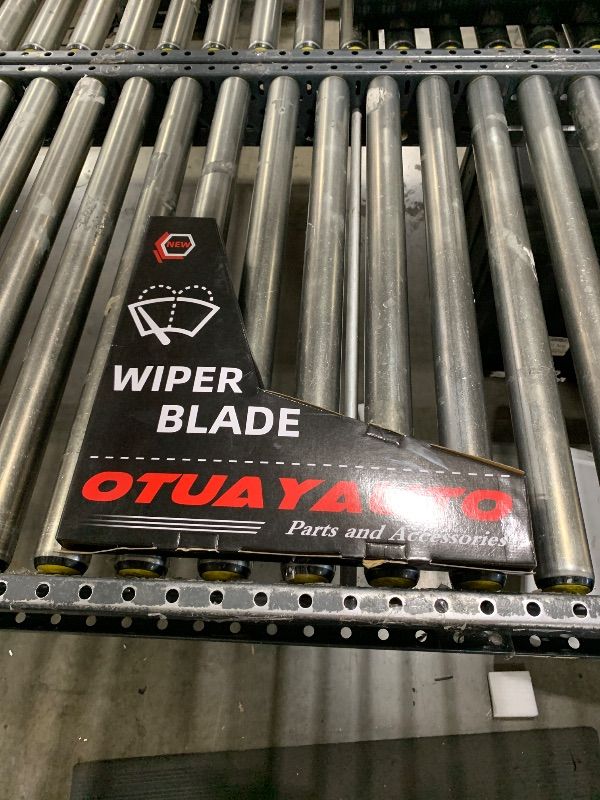 NEW
WIPER
BLADE
OTUAYAUTO
Parts and Accessories